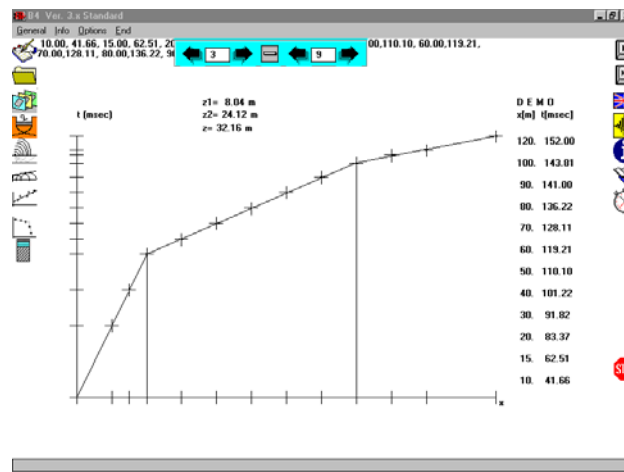 B4 Ver. 3.x Standard
General Info Options End
10.00, 41.66, 15.00, 62.51, 20 00,110.10, 60.00,119.21,
70.00,128.11, 80.00,136.22, 90
3 9
z1= 8.04 m
z2= 24.12 m
z= 32.16 m
t (msec)
D E M O
x[m] t[msec]
120. 152.00
100. 143.81
90. 141.00
80. 136.22
70. 128.11
60. 119.21
50. 110.10
40. 101.22
30. 91.82
20. 83.37
15. 62.51
10. 41.66
x